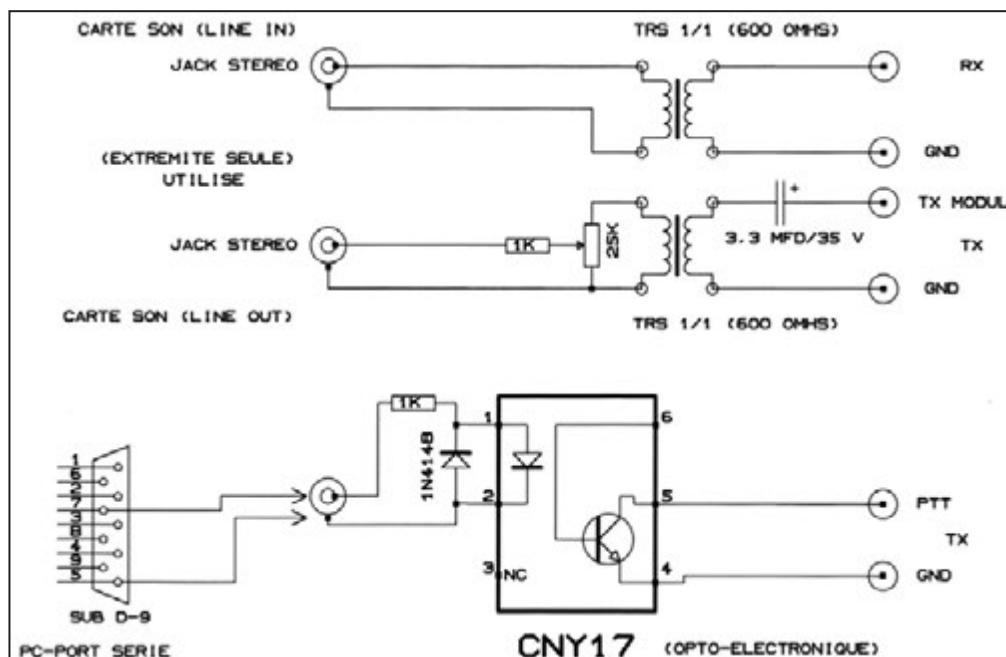 CARTE SON (LINE IN)
TRS 1/1 (600 OMHS)
JACK STEREO
RX
(EXTREMITE SEULE)
UTILISE
GND
TX MODUL
+
3.3 MFD/35 V
JACK STEREO
1K
25K
TX
GND
CARTE SON (LINE OUT)
TRS 1/1 (600 OMHS)
1K
1
6
1N4148
2
5
PTT
TX
3
NC
4
GND
1
6
2
7
3
8
4
9
5
SUB D-9
PC-PORT SERIE
CNY17
(OPTO-ELECTRONIQUE)